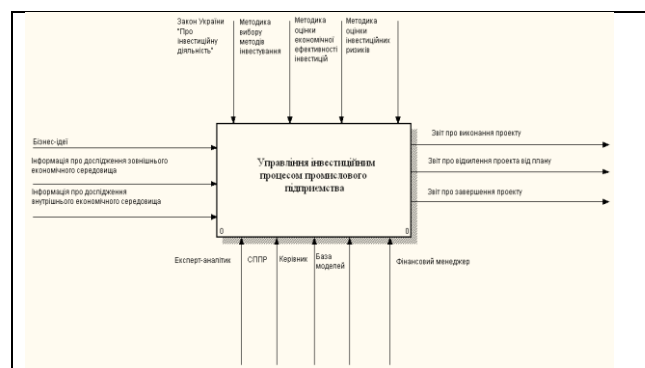 Закон України
"Про
інвестиційну
діяльність"
Методика
вибору
методів
інвестування
Методика
оцінки
економічної
ефективності
інвестицій
Методика
оцінки
інвестиційних
ризиків
Бізнес-ідеї
Інформація про дослідження зовнішнього
економічного середовища
Інформація про дослідження
внутрішнього економічного середовища
Управління інвестиційним
процесом промислового
підприємства
0
0
Звіт про виконання проекту
Звіт про відхилення проекта від плану
Звіт про завершення проекту
Експерт-аналітик
СППР
Керівник
База
моделей
Фінансовий менеджер